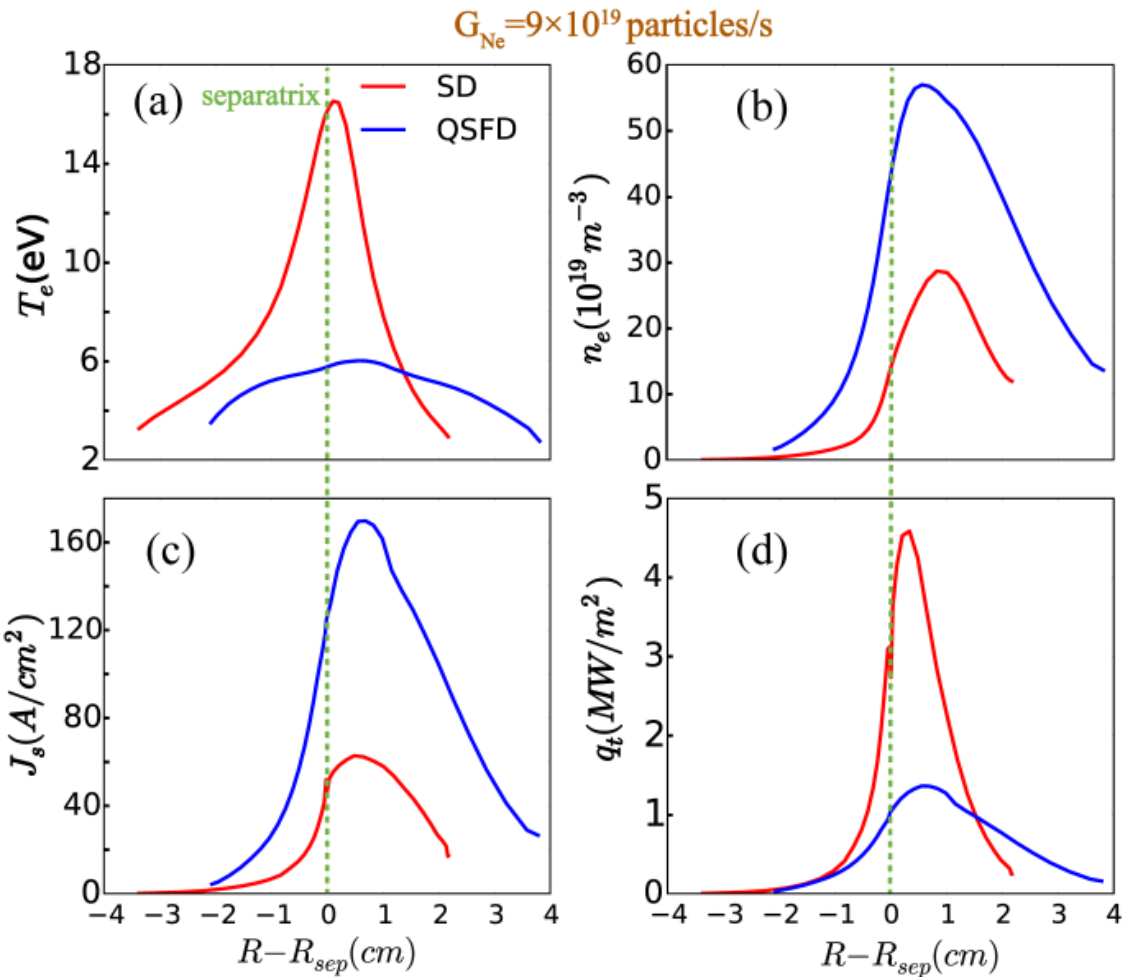 G_Ne=9×10^19 particles/s
(a)
separatrix
SD
QSFD
T_e(eV)
18
14
10
6
2
(b)
n_e(10^19 m^−3)
60
50
40
30
20
10
0
(c)
J_s(A/cm^2)
160
120
80
40
0
−4 −3 −2 −1 0 1 2 3 4
R−R_sep(cm)
(d)
q_t(MW/m^2)
5
4
3
2
1
0
−4 −3 −2 −1 0 1 2 3 4
R−R_sep(cm)